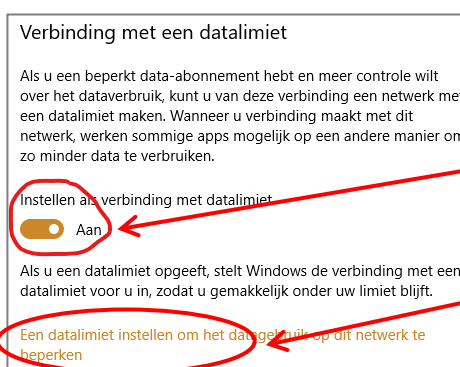 Verbinding met een datalimiet
Als u een beperkt data-abonnement hebt en meer controle wilt
over het dataverbruik, kunt u van deze verbinding een netwerk met
een datalimiet maken. Wanneer u verbinding maakt met dit
netwerk, werken sommige apps mogelijk op een andere manier om
zo minder data te verbruiken.
Instellen als verbinding met datalimiet
Aan
Als u een datalimiet opgeeft, stelt Windows de verbinding met een
datalimiet voor u in, zodat u gemakkelijk onder uw limiet blijft.
Een datalimiet instellen om het datagebruik op dit netwerk te
beperken